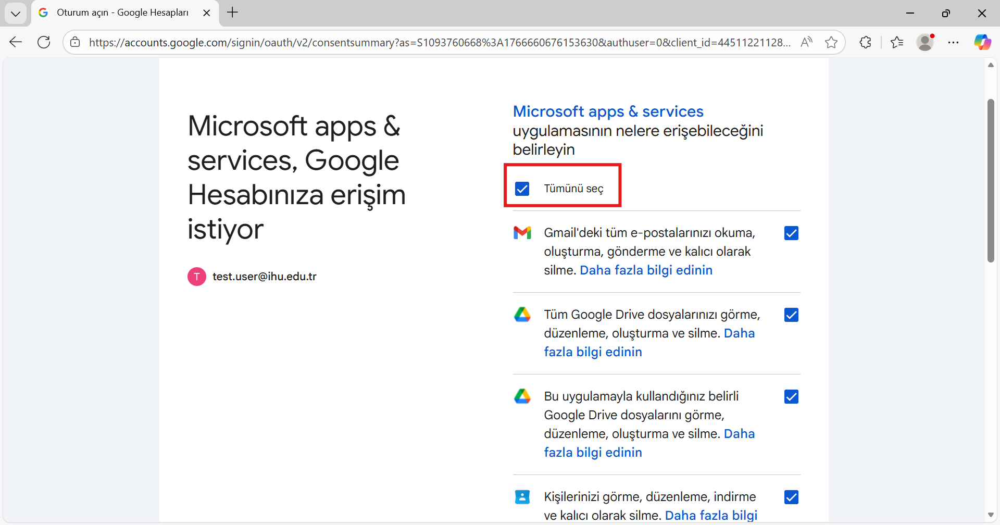 Oturum açın - Google Hesapları
https://accounts.google.com/signin/oauth/v2/consentsummary?as=S1093760668%3A1766660676153630&authuser=0&client_id=44511221128...
Microsoft apps &
services, Google
Hesabınıza erişim
istiyor
T test.user@ihu.edu.tr
Microsoft apps & services
uygulamasının nelere erişebileceğini
belirleyin
Tümünü seç
Gmail'deki tüm e-postalarınızı okuma,
oluşturma, gönderme ve kalıcı olarak
silme. Daha fazla bilgi edinin
Tüm Google Drive dosyalarınızı görme,
düzenleme, oluşturma ve silme. Daha
fazla bilgi edinin
Bu uygulamayla kullandığınız belirli
Google Drive dosyalarını görme,
düzenleme, oluşturma ve silme. Daha
fazla bilgi edinin
Kişilerinizi görme, düzenleme, indirme
ve kalıcı olarak silme. Daha fazla bilgi